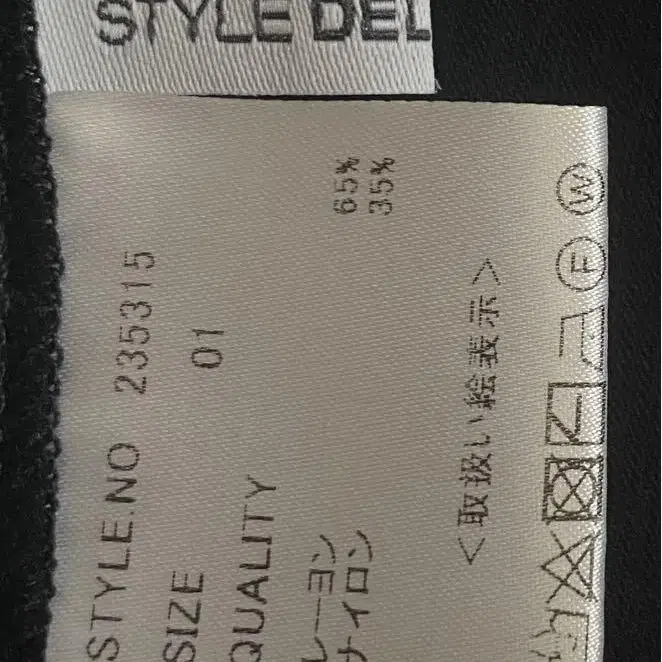 STYLE DEL
STYLE.NO 235315
SIZE 01
QUALITY
レーヨン 65%
ナイロン 35%
<取扱い絵表示>
F W